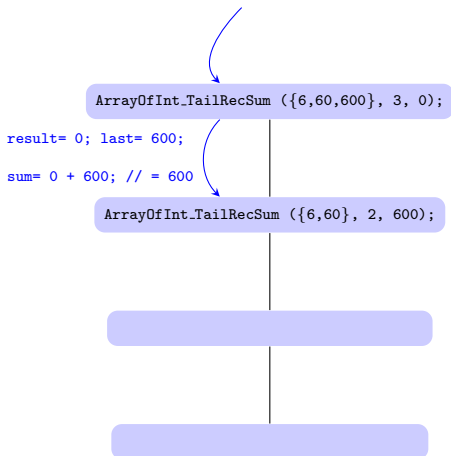 ArrayOfInt_TailRecSum ({6,60,600}, 3, 0);
result= 0; last= 600;
sum= 0 + 600; // = 600
ArrayOfInt_TailRecSum ({6,60}, 2, 600);